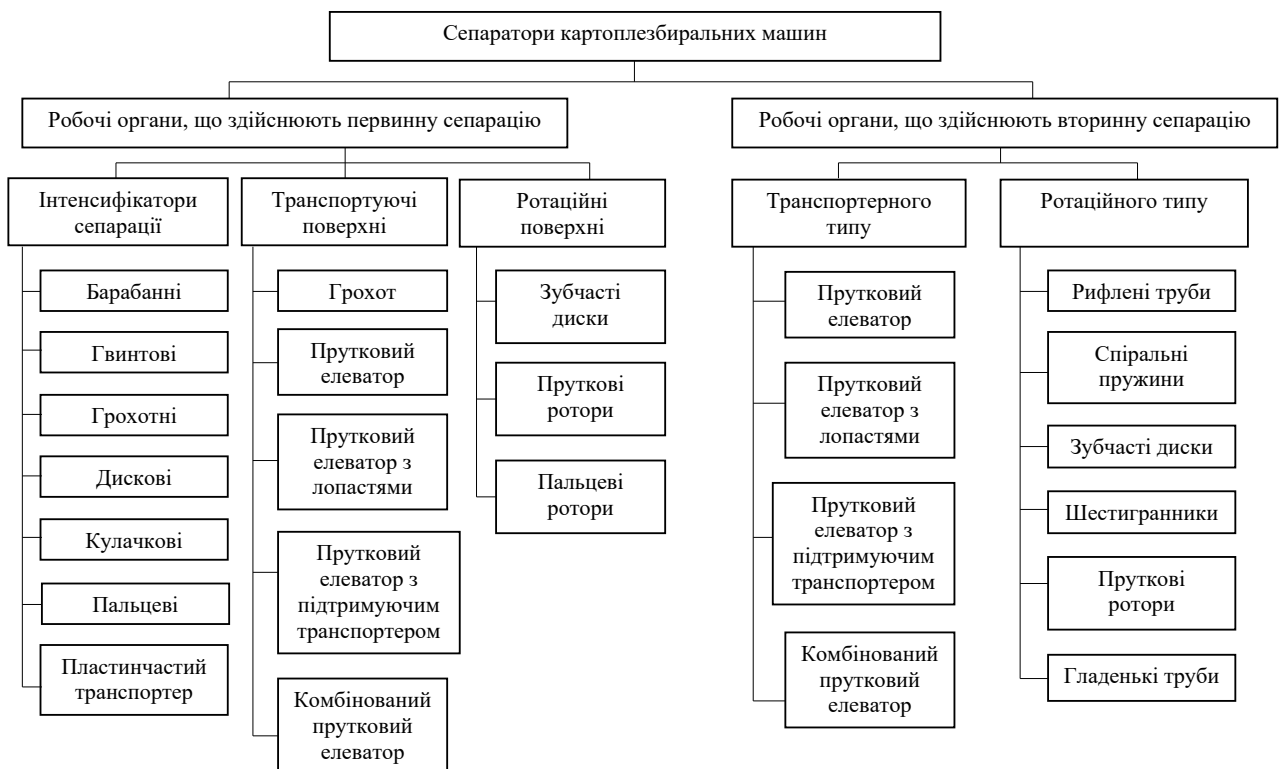 Сепаратори картоплезбиральних машин
Робочі органи, що здійснюють первинну сепарацію
Інтенсифікатори
сепарації
Барабанні
Гвинтові
Грохотні
Дискові
Кулачкові
Пальцеві
Пластинчастий
транспортер
Транспортуючі
поверхні
Грохот
Прутковий
елеватор
Прутковий
елеватор з
лопастями
Прутковий
елеватор з
підтримуючим
транспортером
Комбінований
прутковий
елеватор
Ротаційні
поверхні
Зубчасті
диски
Пруткові
ротори
Пальцеві
ротори
Робочі органи, що здійснюють вторинну сепарацію
Транспортерного
типу
Прутковий
елеватор
Прутковий
елеватор з
лопастями
Прутковий
елеватор з
підтримуючим
транспортером
Комбінований
прутковий
елеватор
Ротаційного типу
Рифлені труби
Спіральні
пружини
Зубчасті диски
Шестигранники
Пруткові
ротори
Гладенькі труби